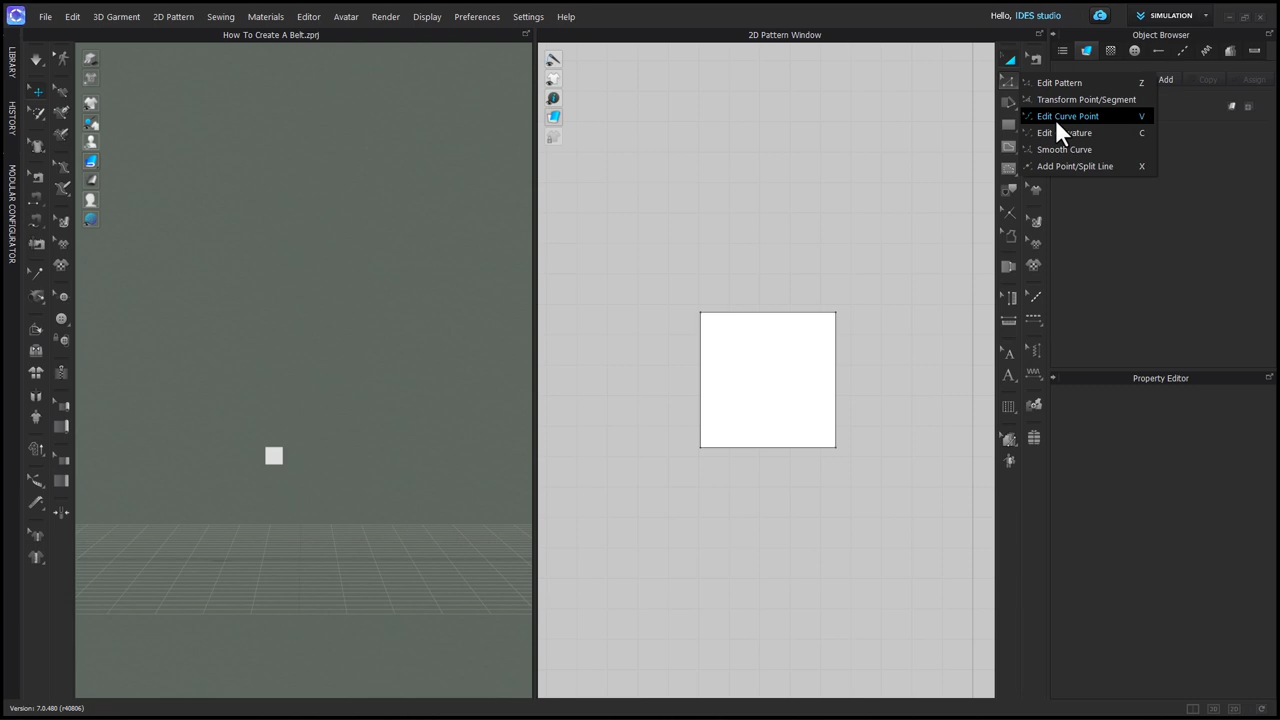 File
Edit
3D Garment
2D Pattern
Sewing
Materials
Editor
Avatar
Render
Display
Preferences
Settings
Help
Hello, IDES studio
SIMULATION
How To Create A Belt.zprj
2D Pattern Window
Object Browser
LIBRARY
HISTORY
MODULAR CONFIGURATOR
Add
Copy
Assign
Edit Pattern Z
Transform Point/Segment
Edit Curve Point V
Edit C
Smooth Curve
Add Point/Split Line X
Property Editor
Version: 7.0.480 (r40806)
3D
2D